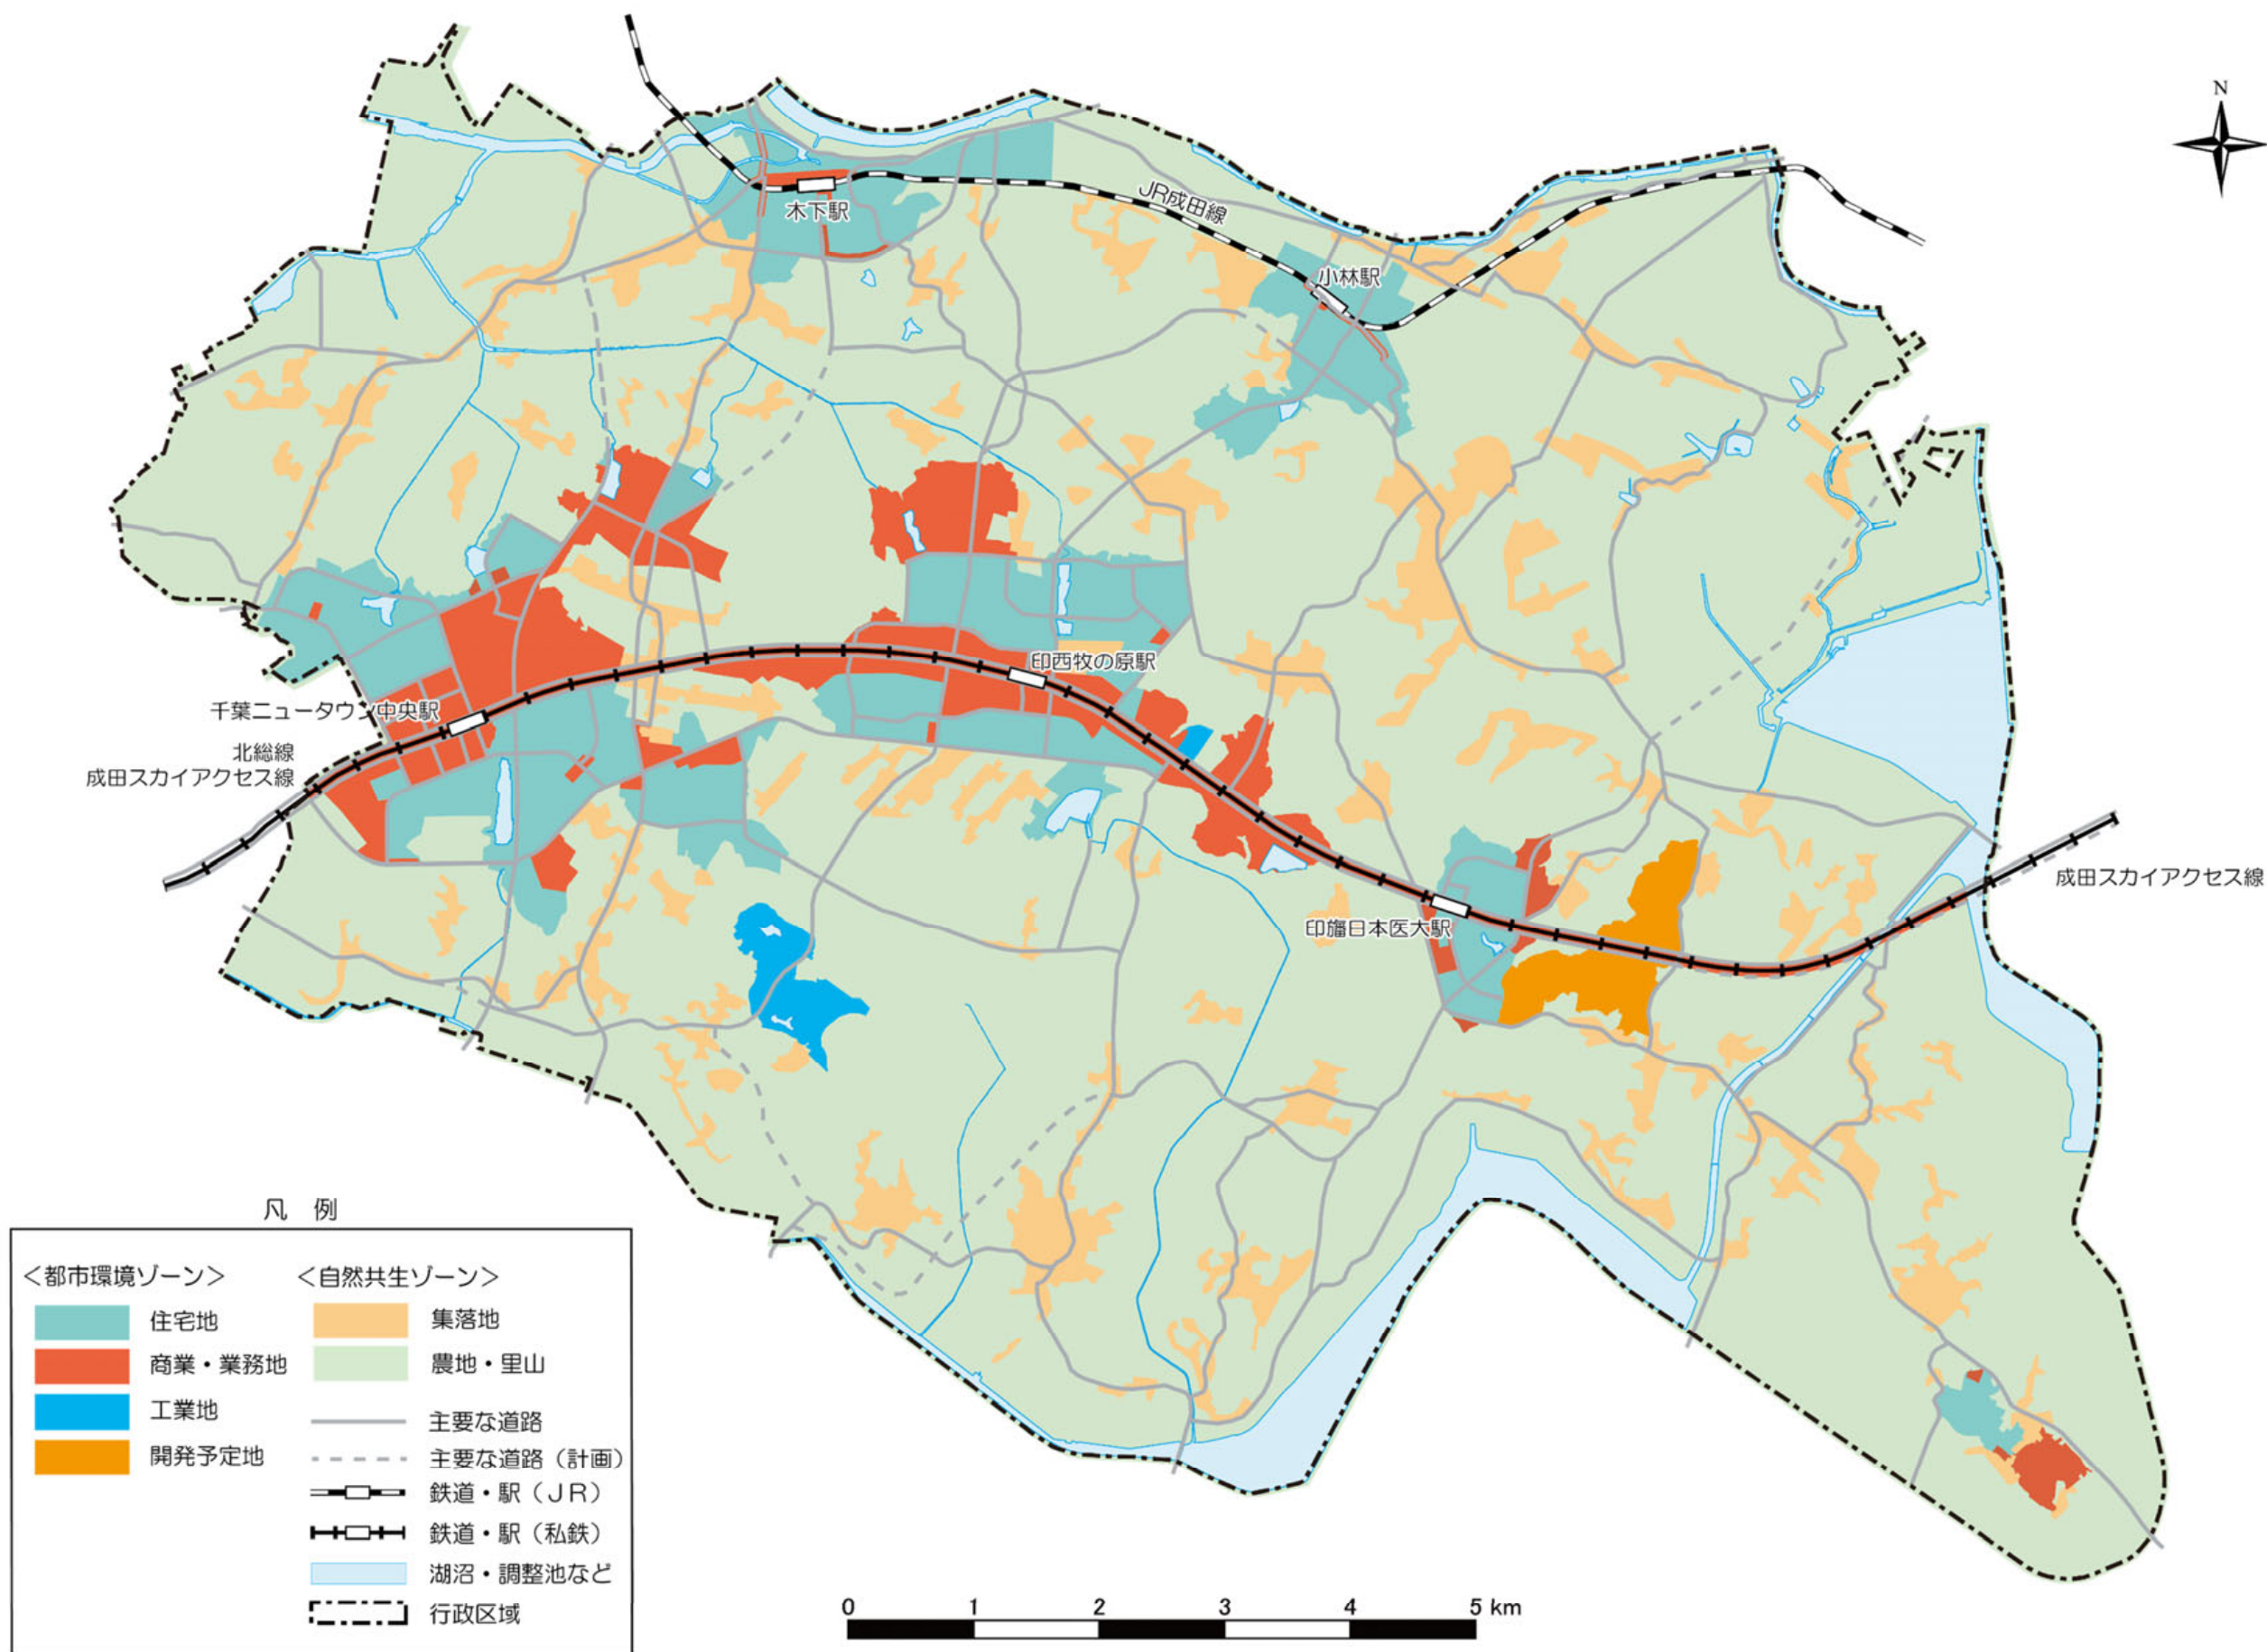 N
JR成田線
木下駅
小林駅
印西牧の原駅
千葉ニュータウン中央駅
北総線
成田スカイアクセス線
成田スカイアクセス線
印旛日本医大駅
凡 例
<都市環境ゾーン>
住宅地
商業・業務地
工業地
開発予定地
<自然共生ゾーン>
集落地
農地・里山
主要な道路
主要な道路(計画)
鉄道・駅(JR)
鉄道・駅(私鉄)
湖沼・調整池など
行政区域
0 1 2 3 4 5 km